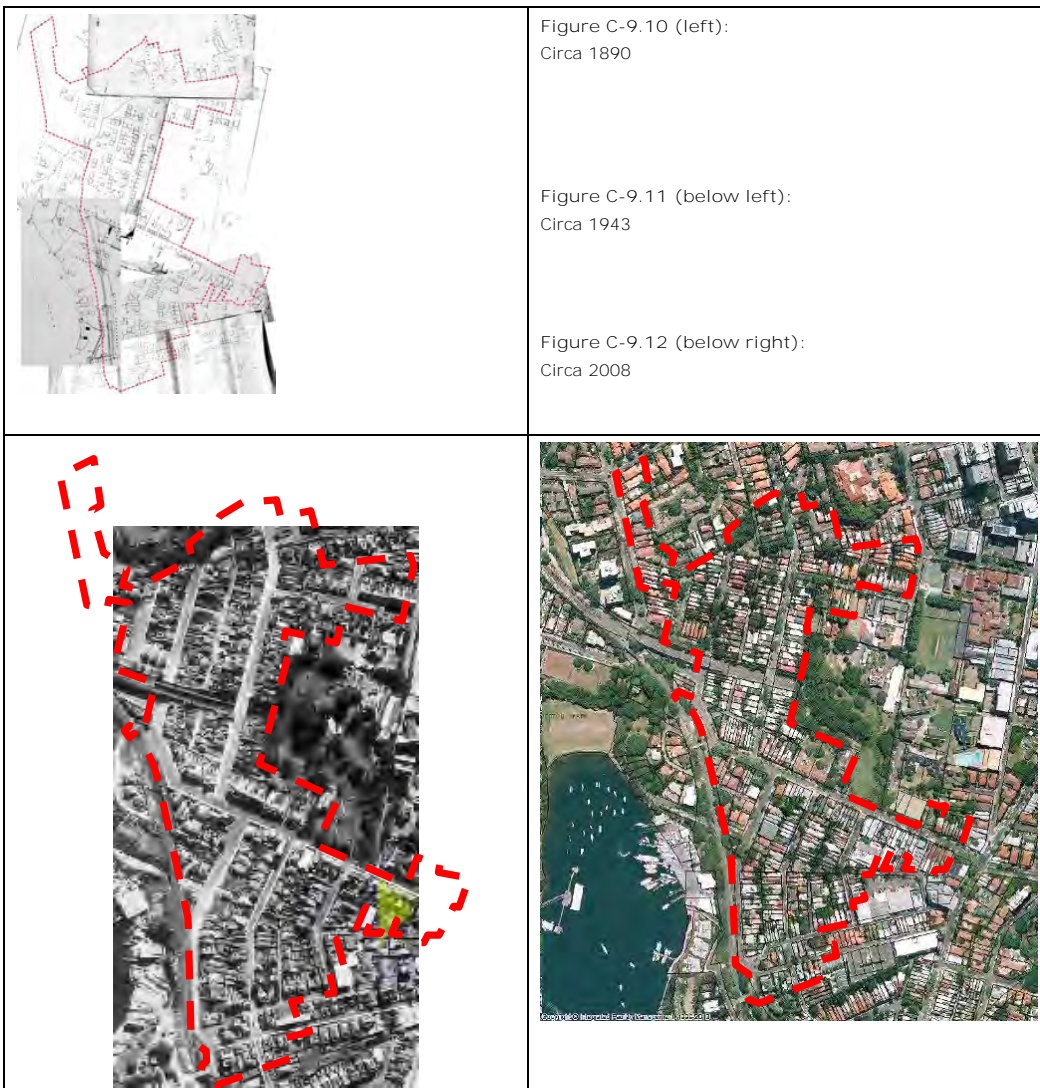 Figure C-9.10 (left):
Circa 1890
Figure C-9.11 (below left):
Circa 1943
Figure C-9.12 (below right):
Circa 2008